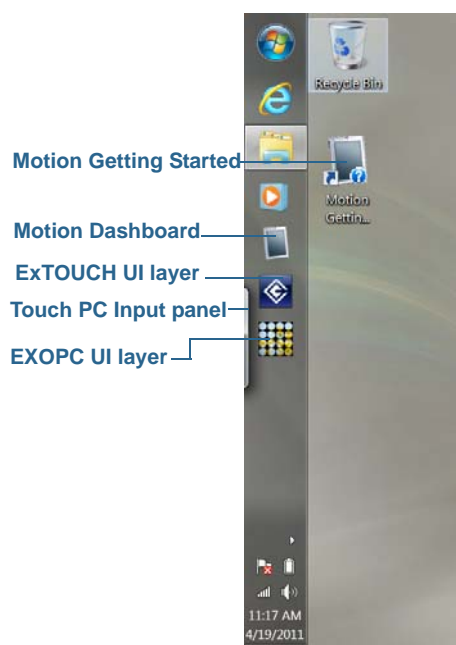 Recycle Bin
Motion Getting Started
Motion
Gettin...
Motion Dashboard
ExTOUCH UI layer
Touch PC Input panel
EXOPC UI layer
11:17 AM
4/19/2011